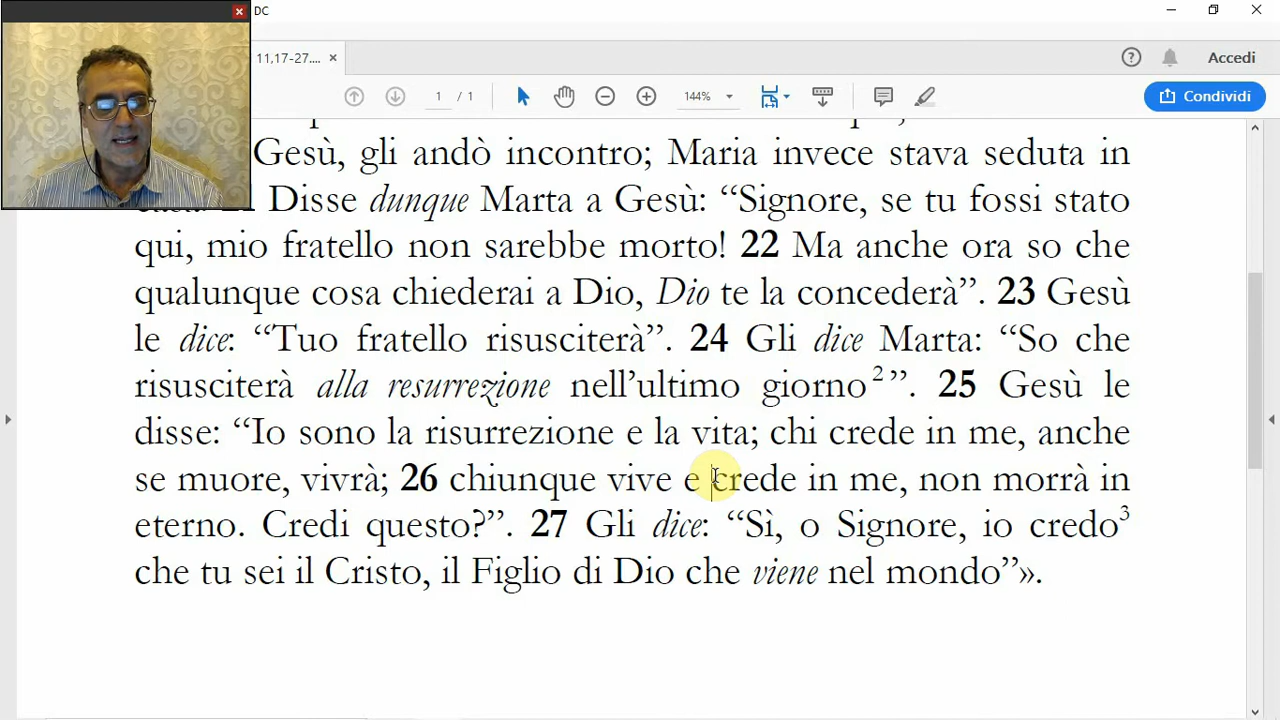 DC
11,17-27....
Accedi
1 / 1
144%
Condividi
Gesù, gli andò incontro; Maria invece stava seduta in
Disse dunque Marta a Gesù: “Signore, se tu fossi stato
qui, mio fratello non sarebbe morto! 22 Ma anche ora so che
qualunque cosa chiederai a Dio, Dio te la concederà”. 23 Gesù
le dice: “Tuo fratello risusciterà”. 24 Gli dice Marta: “So che
risusciterà alla resurrezione nell’ultimo giorno2”. 25 Gesù le
disse: “Io sono la risurrezione e la vita; chi crede in me, anche
se muore, vivrà; 26 chiunque vive e crede in me, non morrà in
eterno. Credi questo?”. 27 Gli dice: “Sì, o Signore, io credo3
che tu sei il Cristo, il Figlio di Dio che viene nel mondo”».